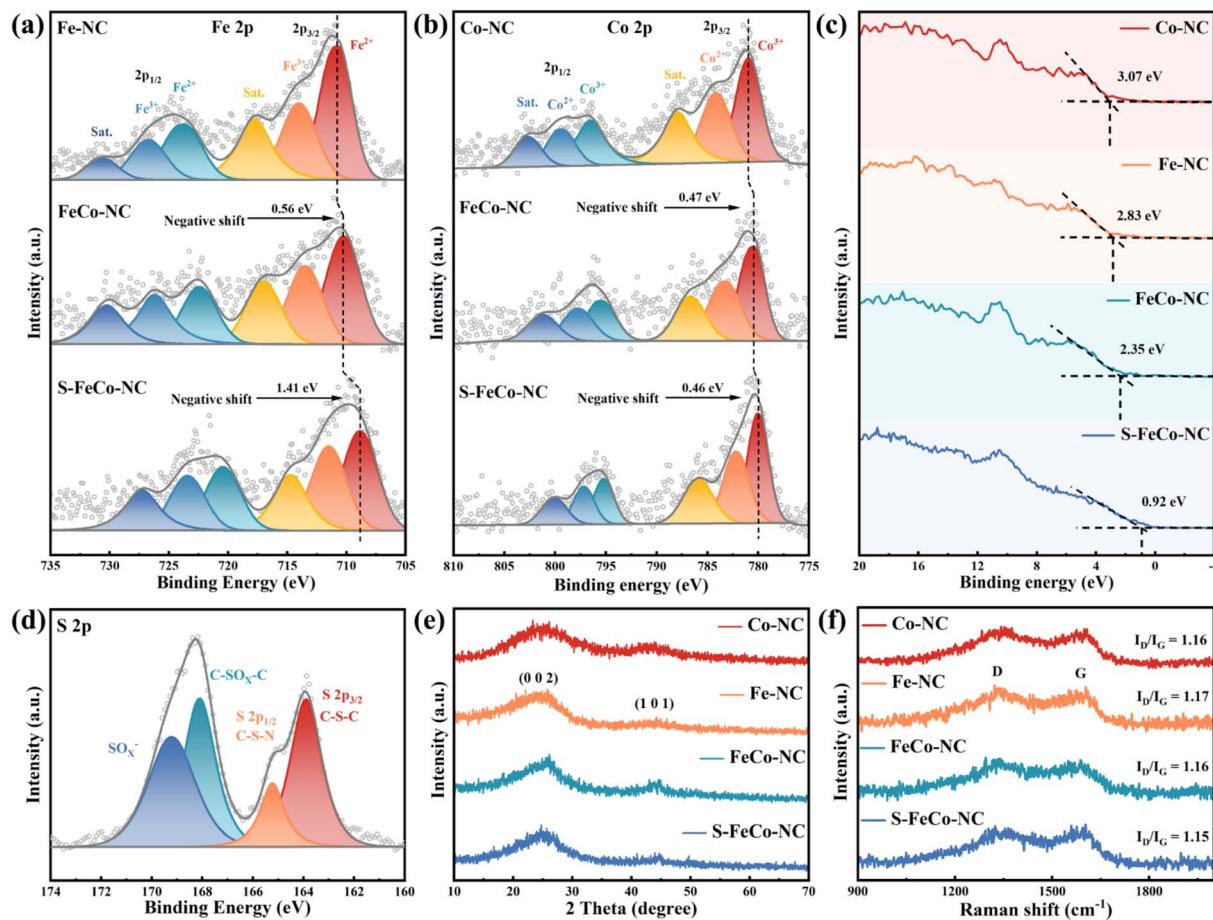 (a)
Fe-NC
Fe 2p
2p3/2
Fe2+
Fe3+
2p1/2
Fe2+
Fe3+
Sat.
Sat.
FeCo-NC
0.56 eV
Negative shift
S-FeCo-NC
1.41 eV
Negative shift
Intensity (a.u.)
735 730 725 720 715 710 705
Binding Energy (eV)
(b)
Co-NC
Co 2p
2p3/2
Co3+
Co2+
Sat.
2p1/2
Co3+
Co2+
Sat.
FeCo-NC
0.47 eV
Negative shift
S-FeCo-NC
0.46 eV
Negative shift
Intensity (a.u.)
810 805 800 795 790 785 780 775
Binding Energy (eV)
(c)
Co-NC
3.07 eV
Fe-NC
2.83 eV
FeCo-NC
2.35 eV
S-FeCo-NC
0.92 eV
Intensity (a.u.)
20 16 12 8 4 0
Binding energy (eV)
(d)
S 2p
C-SOX-C
SOX-
S 2p1/2
C-S-N
S 2p3/2
C-S-C
Intensity (a.u.)
174 172 170 168 166 164 162 160
Binding Energy (eV)
(e)
Co-NC
(0 0 2)
Fe-NC
(1 0 1)
FeCo-NC
S-FeCo-NC
Intensity (a.u.)
10 20 30 40 50 60 70
2 Theta (degree)
(f)
Co-NC
ID/IG = 1.16
D
G
Fe-NC
ID/IG = 1.17
FeCo-NC
ID/IG = 1.16
S-FeCo-NC
ID/IG = 1.15
Intensity (a.u.)
900 1200 1500 1800
Raman shift (cm-1)